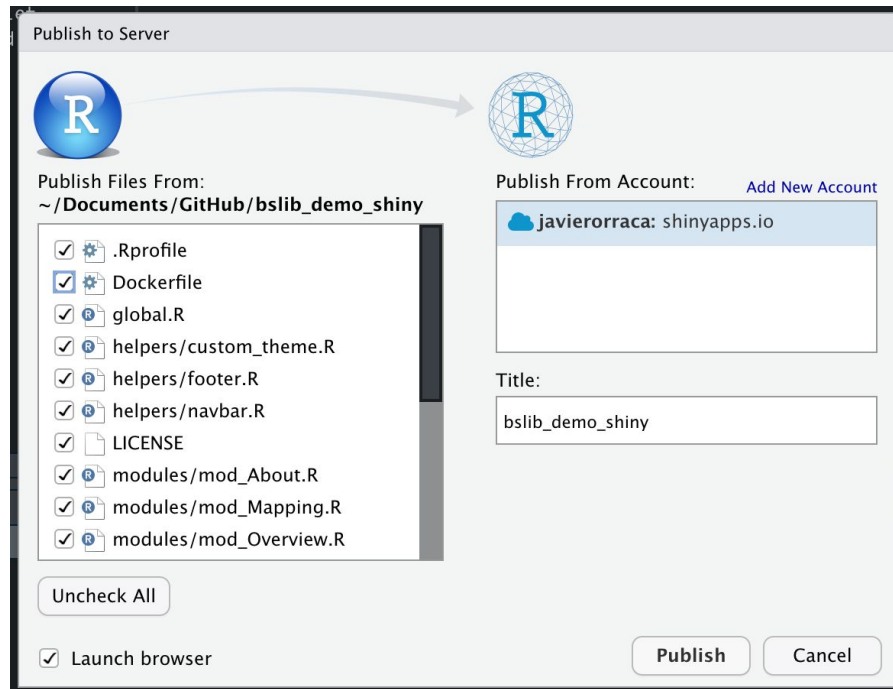 Publish to Server
R
R
Publish Files From:
~/Documents/GitHub/bslib_demo_shiny
.Rprofile
Dockerfile
global.R
helpers/custom_theme.R
helpers/footer.R
helpers/navbar.R
LICENSE
modules/mod_About.R
modules/mod_Mapping.R
modules/mod_Overview.R
Uncheck All
Launch browser
Publish From Account:
Add New Account
javierorraca: shinyapps.io
Title:
bslib_demo_shiny
Publish
Cancel